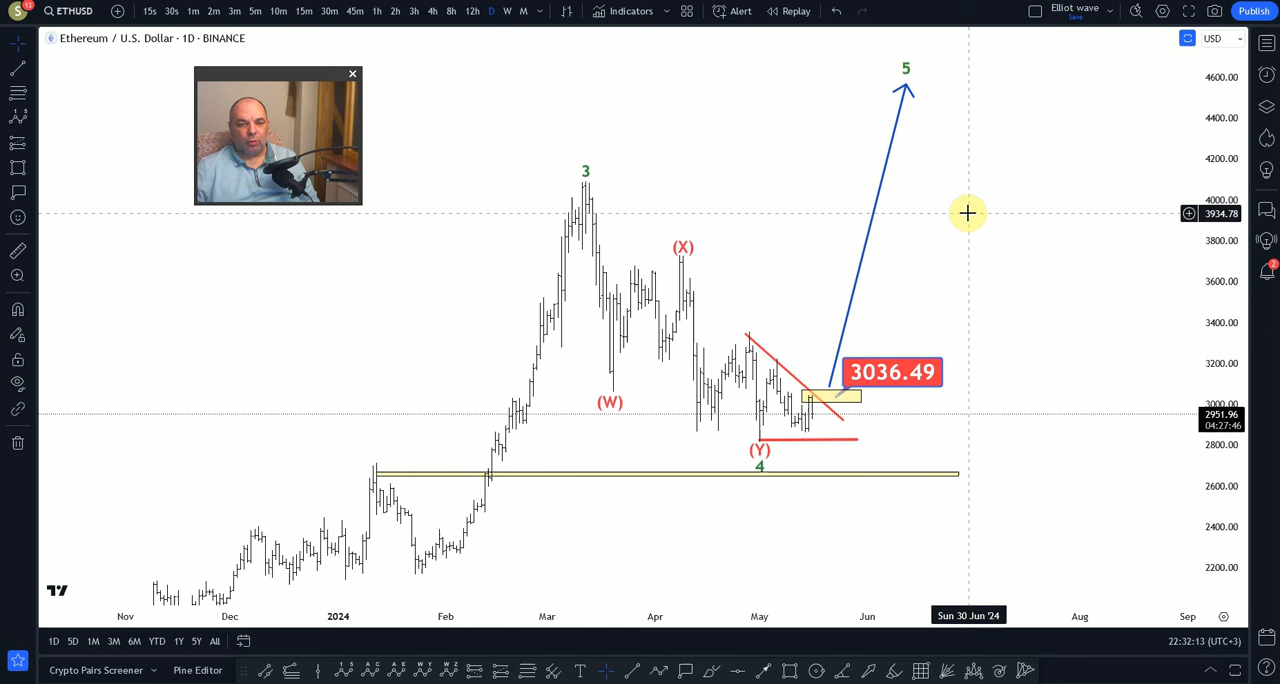 S 13 ETHUSD 15s 30s 1m 2m 3m 5m 10m 15m 30m 45m 1h 2h 3h 4h 8h 12h D W M Indicators Alert Replay Elliot wave Save Publish
Ethereum / U.S. Dollar · 1D · BINANCE
USD
5
4600.00
4400.00
4200.00
3
4000.00
3934.78
3800.00
(X)
2
3600.00
3400.00
3200.00
3036.49
3000.00
(W)
2951.96
04:27:46
2800.00
(Y)
4
2600.00
2400.00
2200.00
Nov Dec 2024 Feb Mar Apr May Jun Sun 30 Jun '24 Aug Sep
1D 5D 1M 3M 6M YTD 1Y 5Y All 22:32:13 (UTC+3)
Crypto Pairs Screener Pine Editor